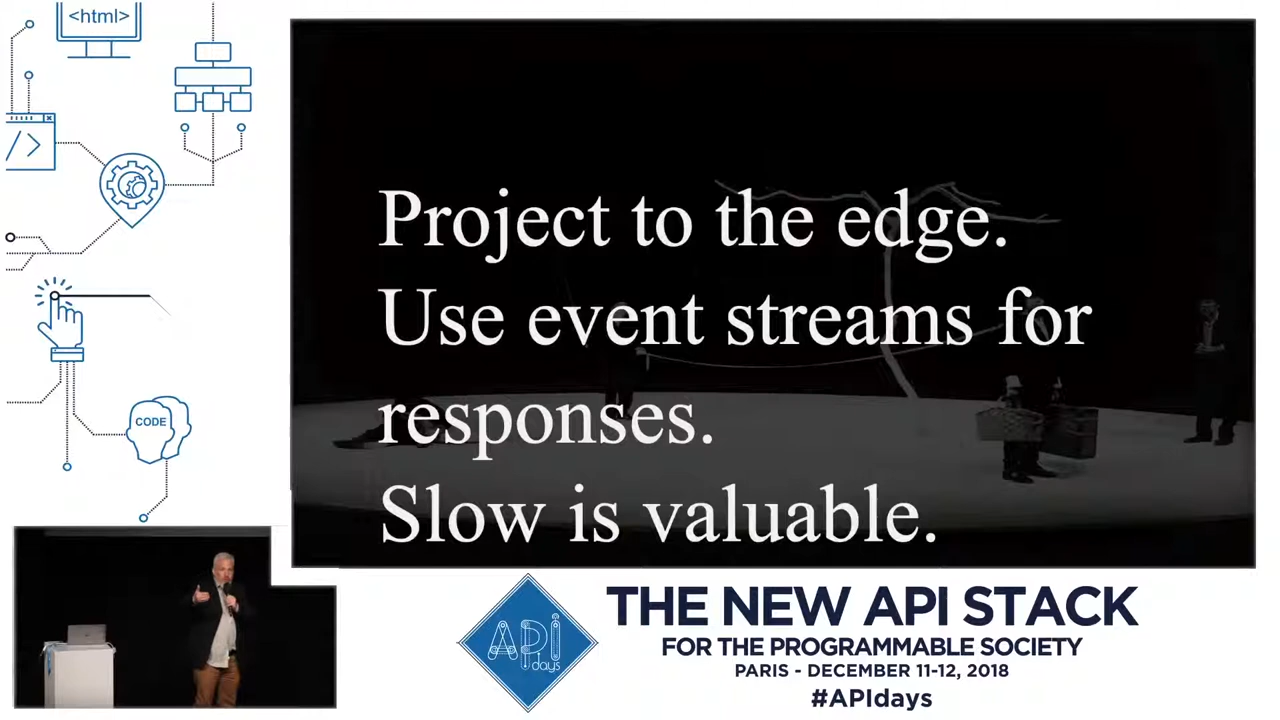 <html>
</>
CODE
Project to the edge.
Use event streams for
responses.
Slow is valuable.
API
days
THE NEW API STACK
FOR THE PROGRAMMABLE SOCIETY
PARIS - DECEMBER 11-12, 2018
#APIdays